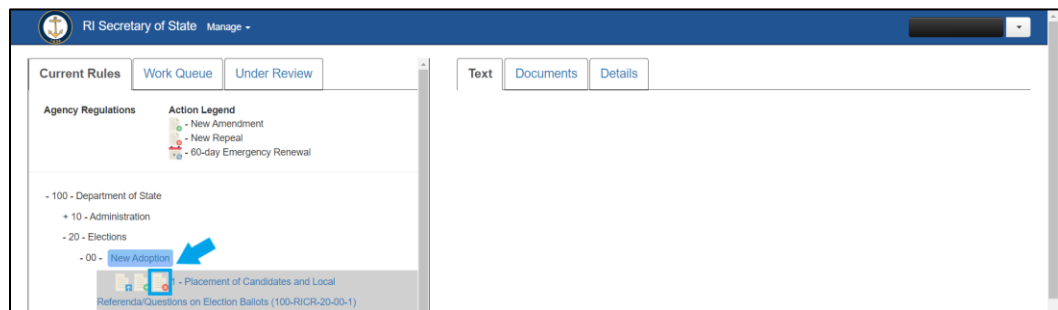 RI Secretary of State Manage
Current Rules Work Queue Under Review
Text Documents Details
Agency Regulations Action Legend
- New Amendment
- New Repeal
- 60-day Emergency Renewal
- 100 - Department of State
+ 10 - Administration
- 20 - Elections
- 00 - New Adoption
1 - Placement of Candidates and Local
Referenda/Questions on Election Ballots (100-RICR-20-00-1)